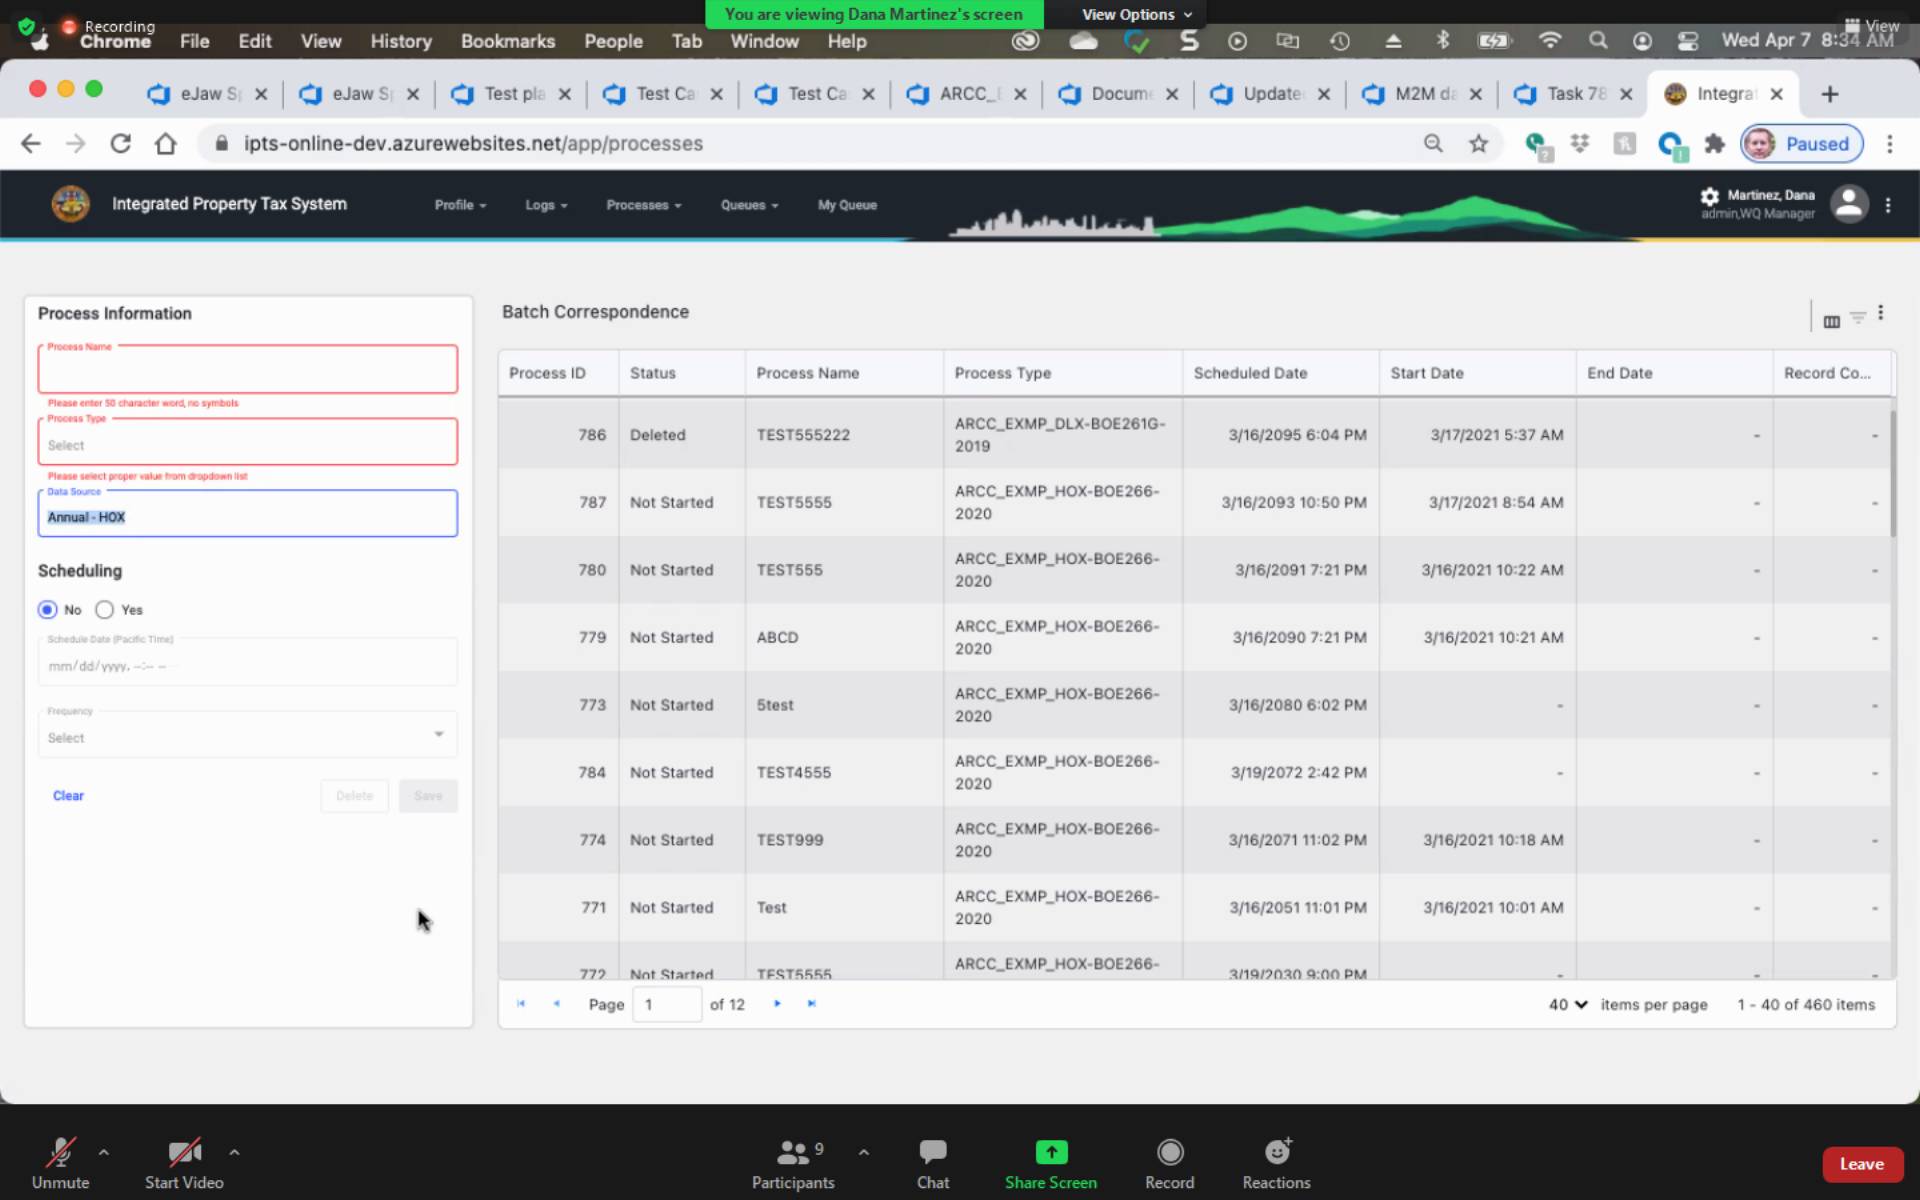 You are viewing Dana Martinez's screen View Options
Recording
View
Chrome File Edit View History Bookmarks People Tab Window Help
Wed Apr 7 8:34 AM
eJaw S
eJaw S
Test pla
Test Ca
Test Ca
ARCC_E
Docume
Update
M2M da
Task 78
Integrat
ipts-online-dev.azurewebsites.net/app/processes
Paused
Integrated Property Tax System
Profile Logs Processes Queues My Queue
Martinez, Dana
admin,WQ Manager
Process Information
Process Name
Please enter 50 character word, no symbols
Process Type
Select
Please select proper value from dropdown list
Data Source
Annual - HOX
Scheduling
No Yes
Schedule Date (Pacific Time)
mm/dd/yyyy, --:-- --
Frequency
Select
Clear Delete Save
Batch Correspondence
Process ID Status Process Name Process Type Scheduled Date Start Date End Date Record Co...
786 Deleted TEST555222 ARCC_EXMP_DLX-BOE261G-2019 3/16/2095 6:04 PM 3/17/2021 5:37 AM - -
787 Not Started TEST5555 ARCC_EXMP_HOX-BOE266-2020 3/16/2093 10:50 PM 3/17/2021 8:54 AM - -
780 Not Started TEST555 ARCC_EXMP_HOX-BOE266-2020 3/16/2091 7:21 PM 3/16/2021 10:22 AM - -
779 Not Started ABCD ARCC_EXMP_HOX-BOE266-2020 3/16/2090 7:21 PM 3/16/2021 10:21 AM - -
773 Not Started 5test ARCC_EXMP_HOX-BOE266-2020 3/16/2080 6:02 PM - - -
784 Not Started TEST4555 ARCC_EXMP_HOX-BOE266-2020 3/19/2072 2:42 PM - - -
774 Not Started TEST999 ARCC_EXMP_HOX-BOE266-2020 3/16/2071 11:02 PM 3/16/2021 10:18 AM - -
771 Not Started Test ARCC_EXMP_HOX-BOE266-2020 3/16/2051 11:01 PM 3/16/2021 10:01 AM - -
772 Not Started TEST5555 ARCC_EXMP_HOX-BOE266- 3/19/2030 9:00 PM - - -
Page 1 of 12
40 items per page 1 - 40 of 460 items
Unmute
Start Video
Participants 9
Chat
Share Screen
Record
Reactions
Leave